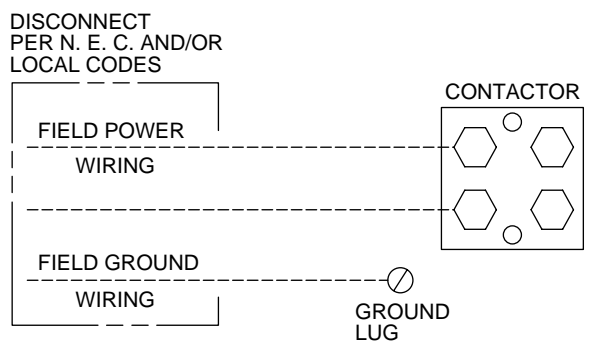 DISCONNECT
PER N. E. C. AND/OR
LOCAL CODES
CONTACTOR
FIELD POWER
WIRING
FIELD GROUND
WIRING
GROUND
LUG